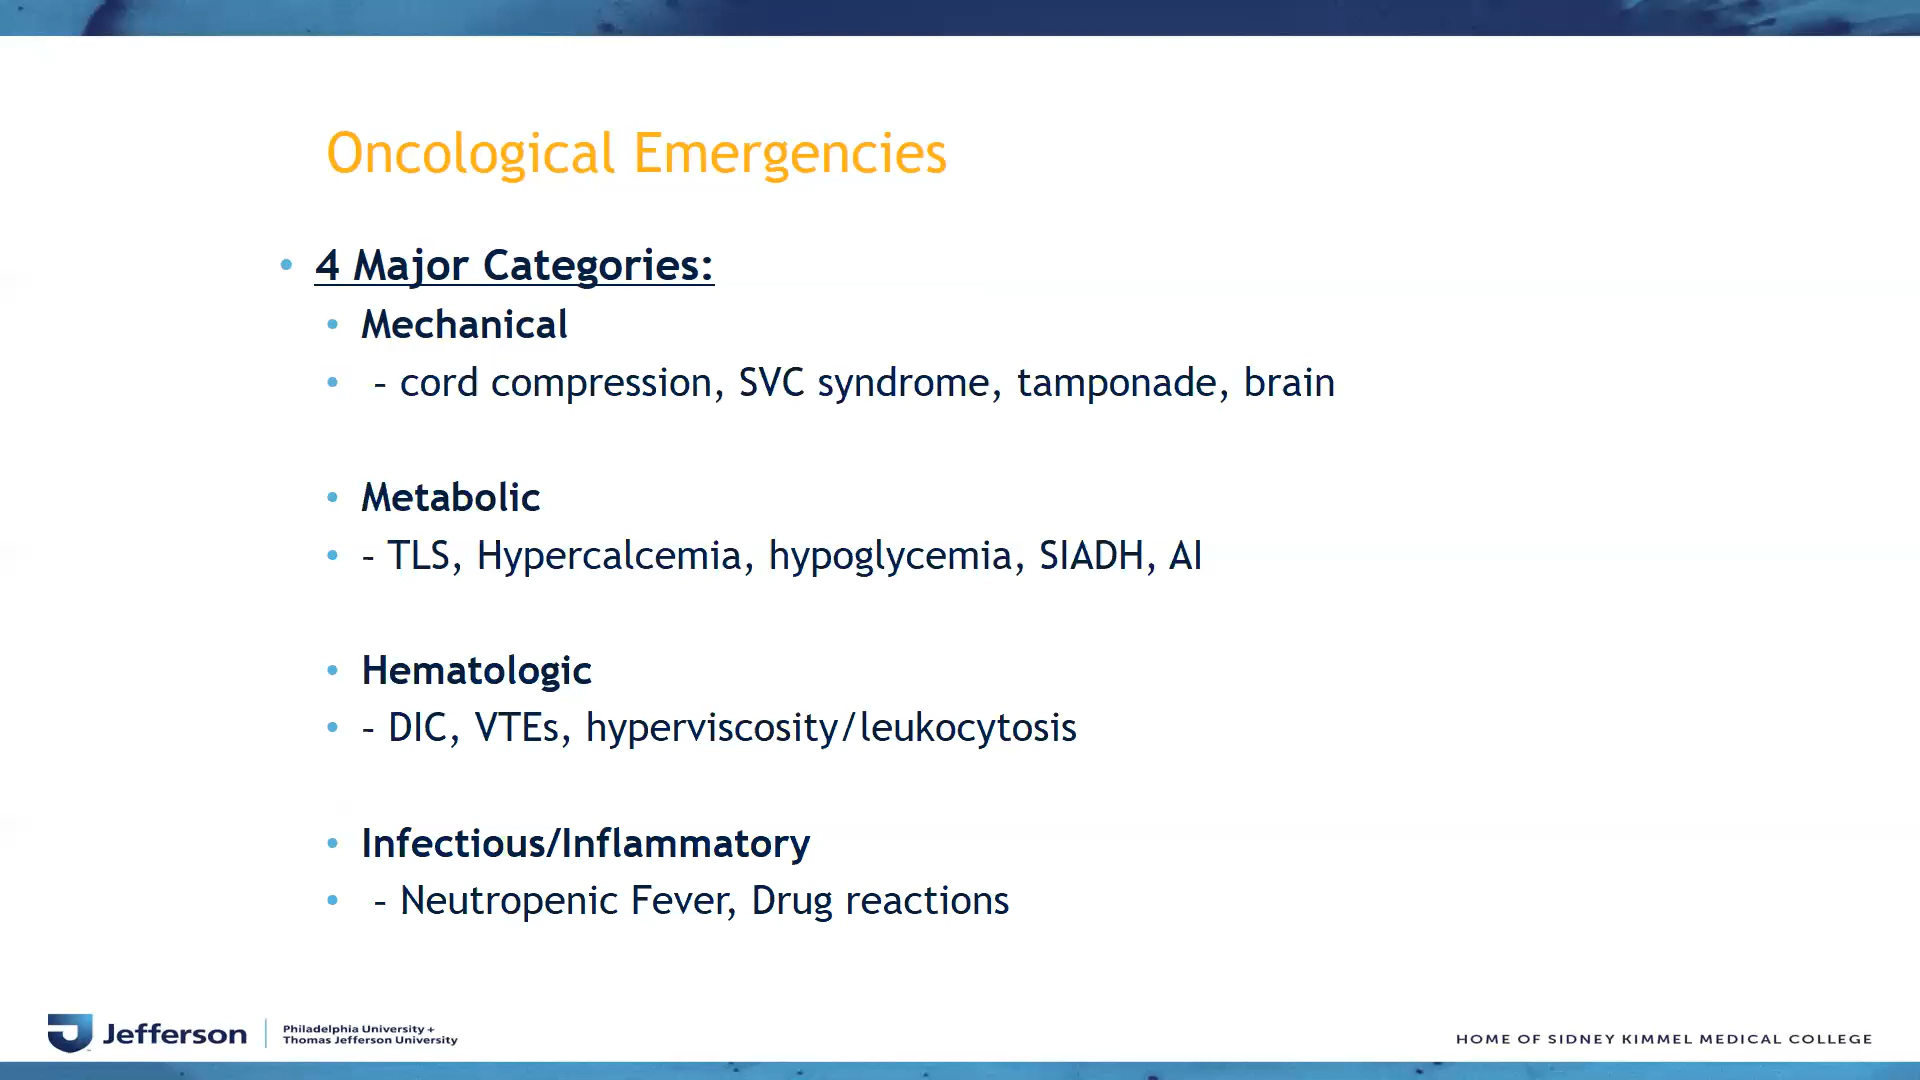 Oncological Emergencies
• 4 Major Categories:
• Mechanical
• – cord compression, SVC syndrome, tamponade, brain
• Metabolic
• – TLS, Hypercalcemia, hypoglycemia, SIADH, AI
• Hematologic
• – DIC, VTEs, hyperviscosity/leukocytosis
• Infectious/Inflammatory
• – Neutropenic Fever, Drug reactions
Jefferson
Philadelphia University +
Thomas Jefferson University
HOME OF SIDNEY KIMMEL MEDICAL COLLEGE